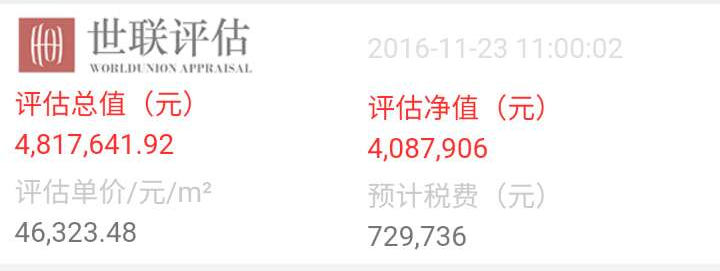 世联评估
WORLDUNION APPRAISAL
2016-11-23 11:00:02
评估总值（元）
4,817,641.92
评估净值（元）
4,087,906
评估单价/元/m²
46,323.48
预计税费（元）
729,736